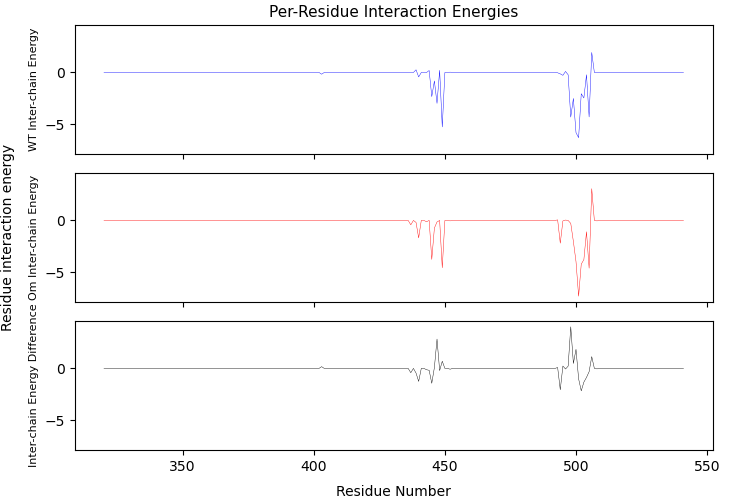 Per-Residue Interaction Energies
Residue interaction energy
WT Inter-chain Energy
0
−5
Om Inter-chain Energy
0
−5
Inter-chain Energy Difference
0
−5
350
400
450
500
550
Residue Number